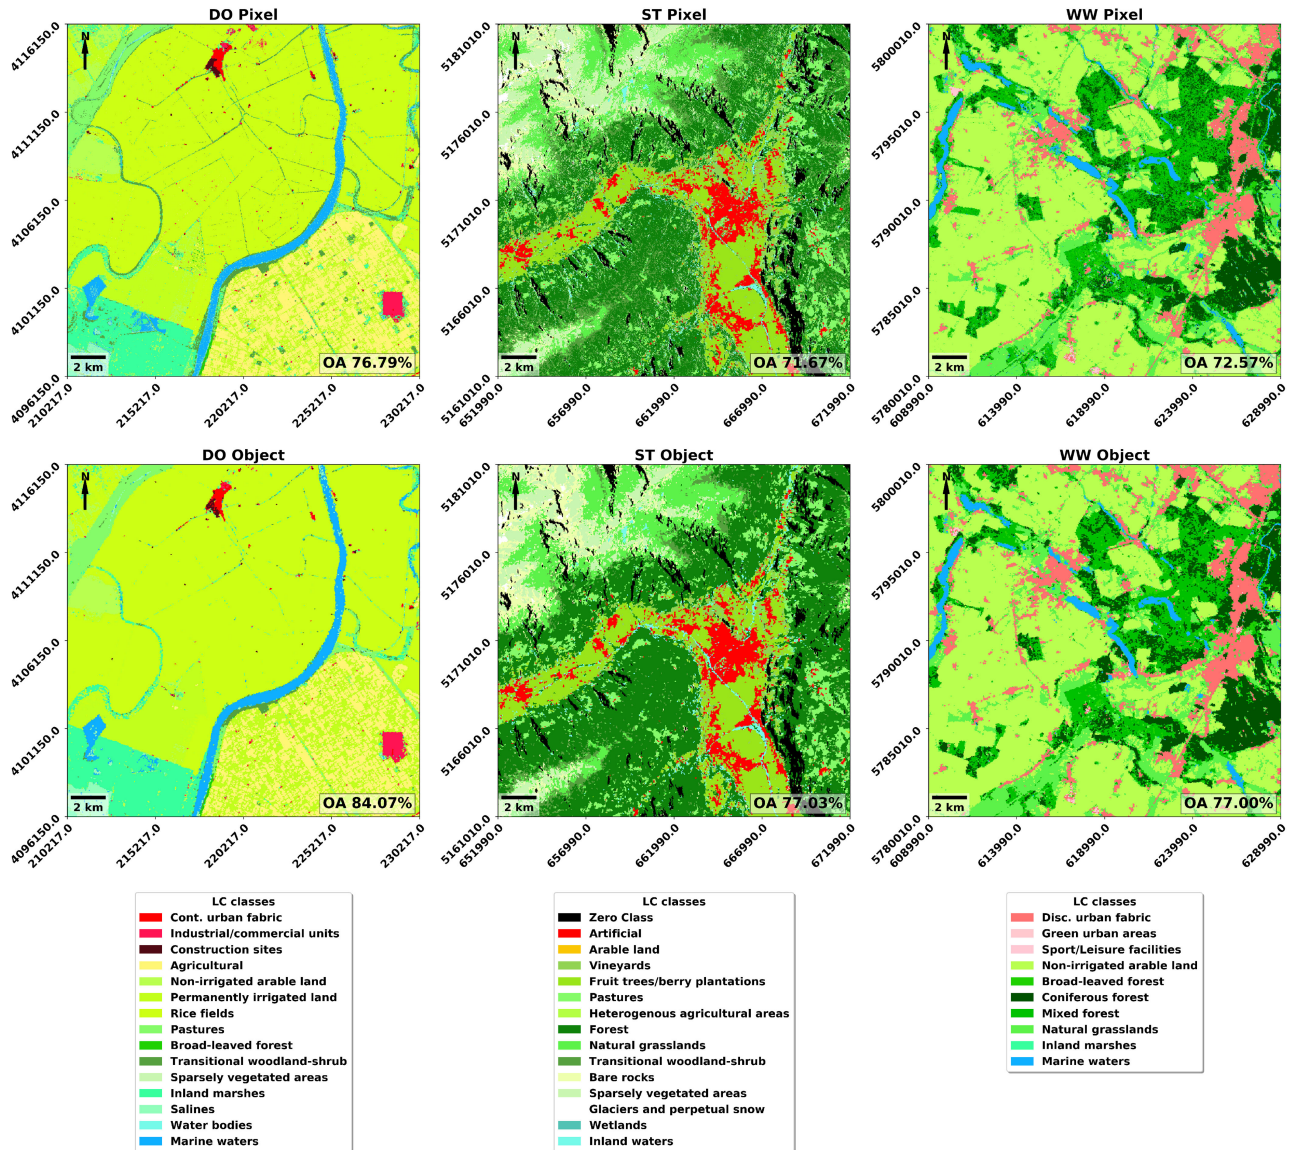 DO Pixel
N
4116150.0
4111150.0
4106150.0
4101150.0
4096150.0
2 km
OA 76.79%
210217.0
215217.0
220217.0
225217.0
230217.0
ST Pixel
N
5181010.0
5176010.0
5171010.0
5166010.0
5161010.0
2 km
OA 71.67%
651990.0
656990.0
661990.0
666990.0
671990.0
WW Pixel
N
5800010.0
5795010.0
5790010.0
5785010.0
5780010.0
2 km
OA 72.57%
608990.0
613990.0
618990.0
623990.0
628990.0
DO Object
N
4116150.0
4111150.0
4106150.0
4101150.0
4096150.0
2 km
OA 84.07%
210217.0
215217.0
220217.0
225217.0
230217.0
ST Object
N
5181010.0
5176010.0
5171010.0
5166010.0
5161010.0
2 km
OA 77.03%
651990.0
656990.0
661990.0
666990.0
671990.0
WW Object
N
5800010.0
5795010.0
5790010.0
5785010.0
5780010.0
2 km
OA 77.00%
608990.0
613990.0
618990.0
623990.0
628990.0
LC classes
Cont. urban fabric
Industrial/commercial units
Construction sites
Agricultural
Non-irrigated arable land
Permanently irrigated land
Rice fields
Pastures
Broad-leaved forest
Transitional woodland-shrub
Sparsely vegetated areas
Inland marshes
Salines
Water bodies
Marine waters
LC classes
Zero Class
Artificial
Arable land
Vineyards
Fruit trees/berry plantations
Pastures
Heterogenous agricultural areas
Forest
Natural grasslands
Transitional woodland-shrub
Bare rocks
Sparsely vegetated areas
Glaciers and perpetual snow
Wetlands
Inland waters
LC classes
Disc. urban fabric
Green urban areas
Sport/Leisure facilities
Non-irrigated arable land
Broad-leaved forest
Coniferous forest
Mixed forest
Natural grasslands
Inland marshes
Marine waters